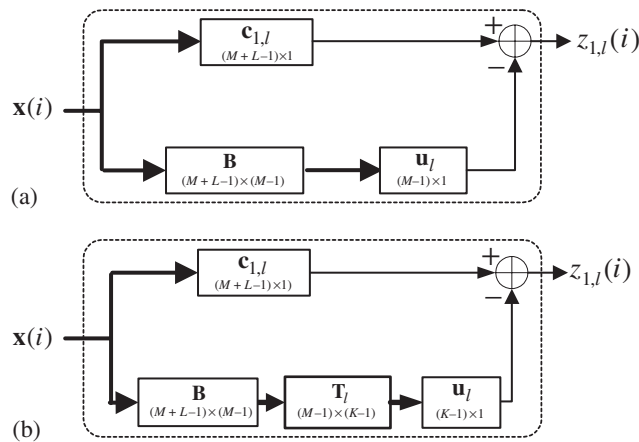 c₁,ₗ
(M+L−1)×1
+
z₁,ₗ(i)
−
x(i)
B
(M+L−1)×(M−1)
uₗ
(M−1)×1
(a)
c₁,ₗ
(M+L−1)×1)
+
z₁,ₗ(i)
−
x(i)
B
(M+L−1)×(M−1)
Tₗ
(M−1)×(K−1)
uₗ
(K−1)×1
(b)